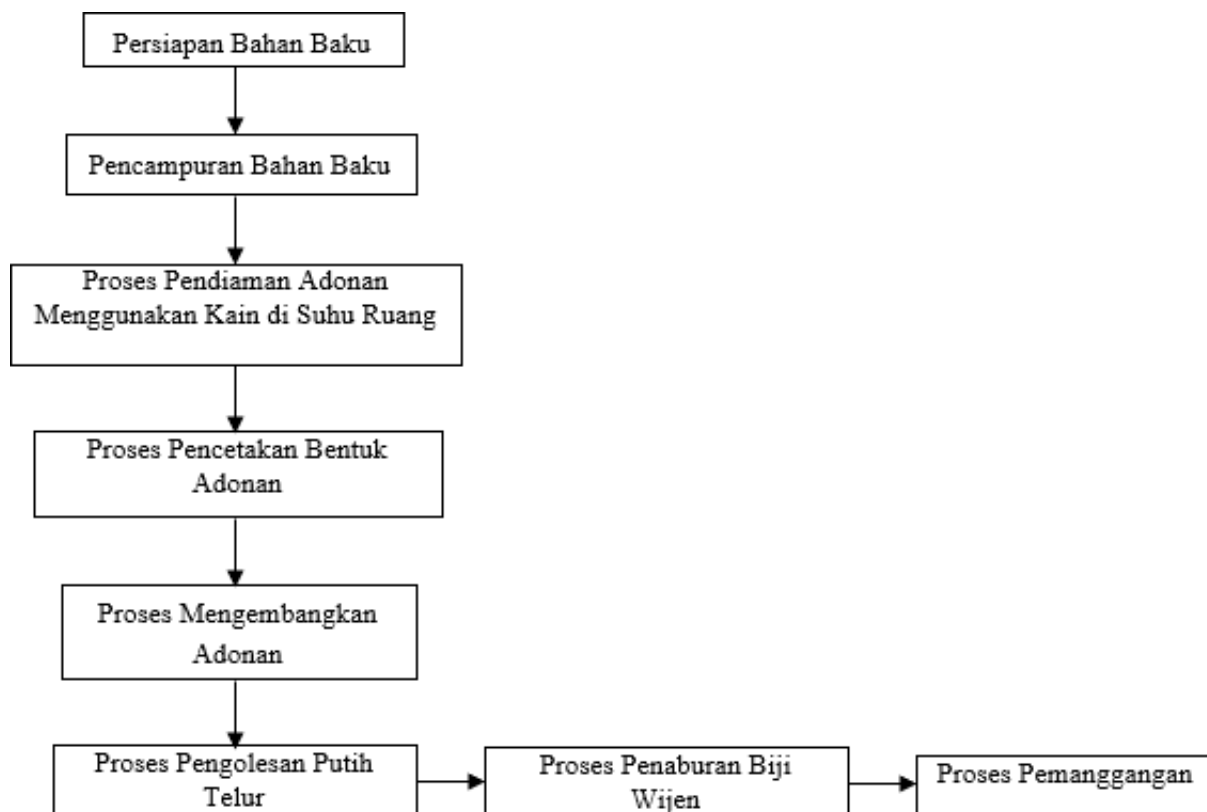 Persiapan Bahan Baku
Pencampuran Bahan Baku
Proses Pendiaman Adonan
Menggunakan Kain di Suhu Ruang
Proses Pencetakan Bentuk
Adonan
Proses Mengembangkan
Adonan
Proses Pengolesan Putih
Telur
Proses Penaburan Biji
Wijen
Proses Pemanggangan